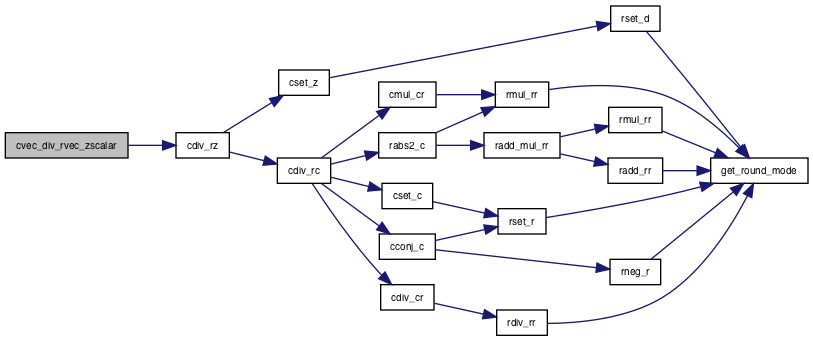 cvec_div_rvec_zscalar
cdiv_rz
cset_z
cdiv_rc
cmul_cr
rabs2_c
cset_c
cconj_c
cdiv_cr
rmul_rr
radd_mul_rr
rset_r
rdiv_rr
rset_d
rmul_rr
radd_rr
rneg_r
get_round_mode